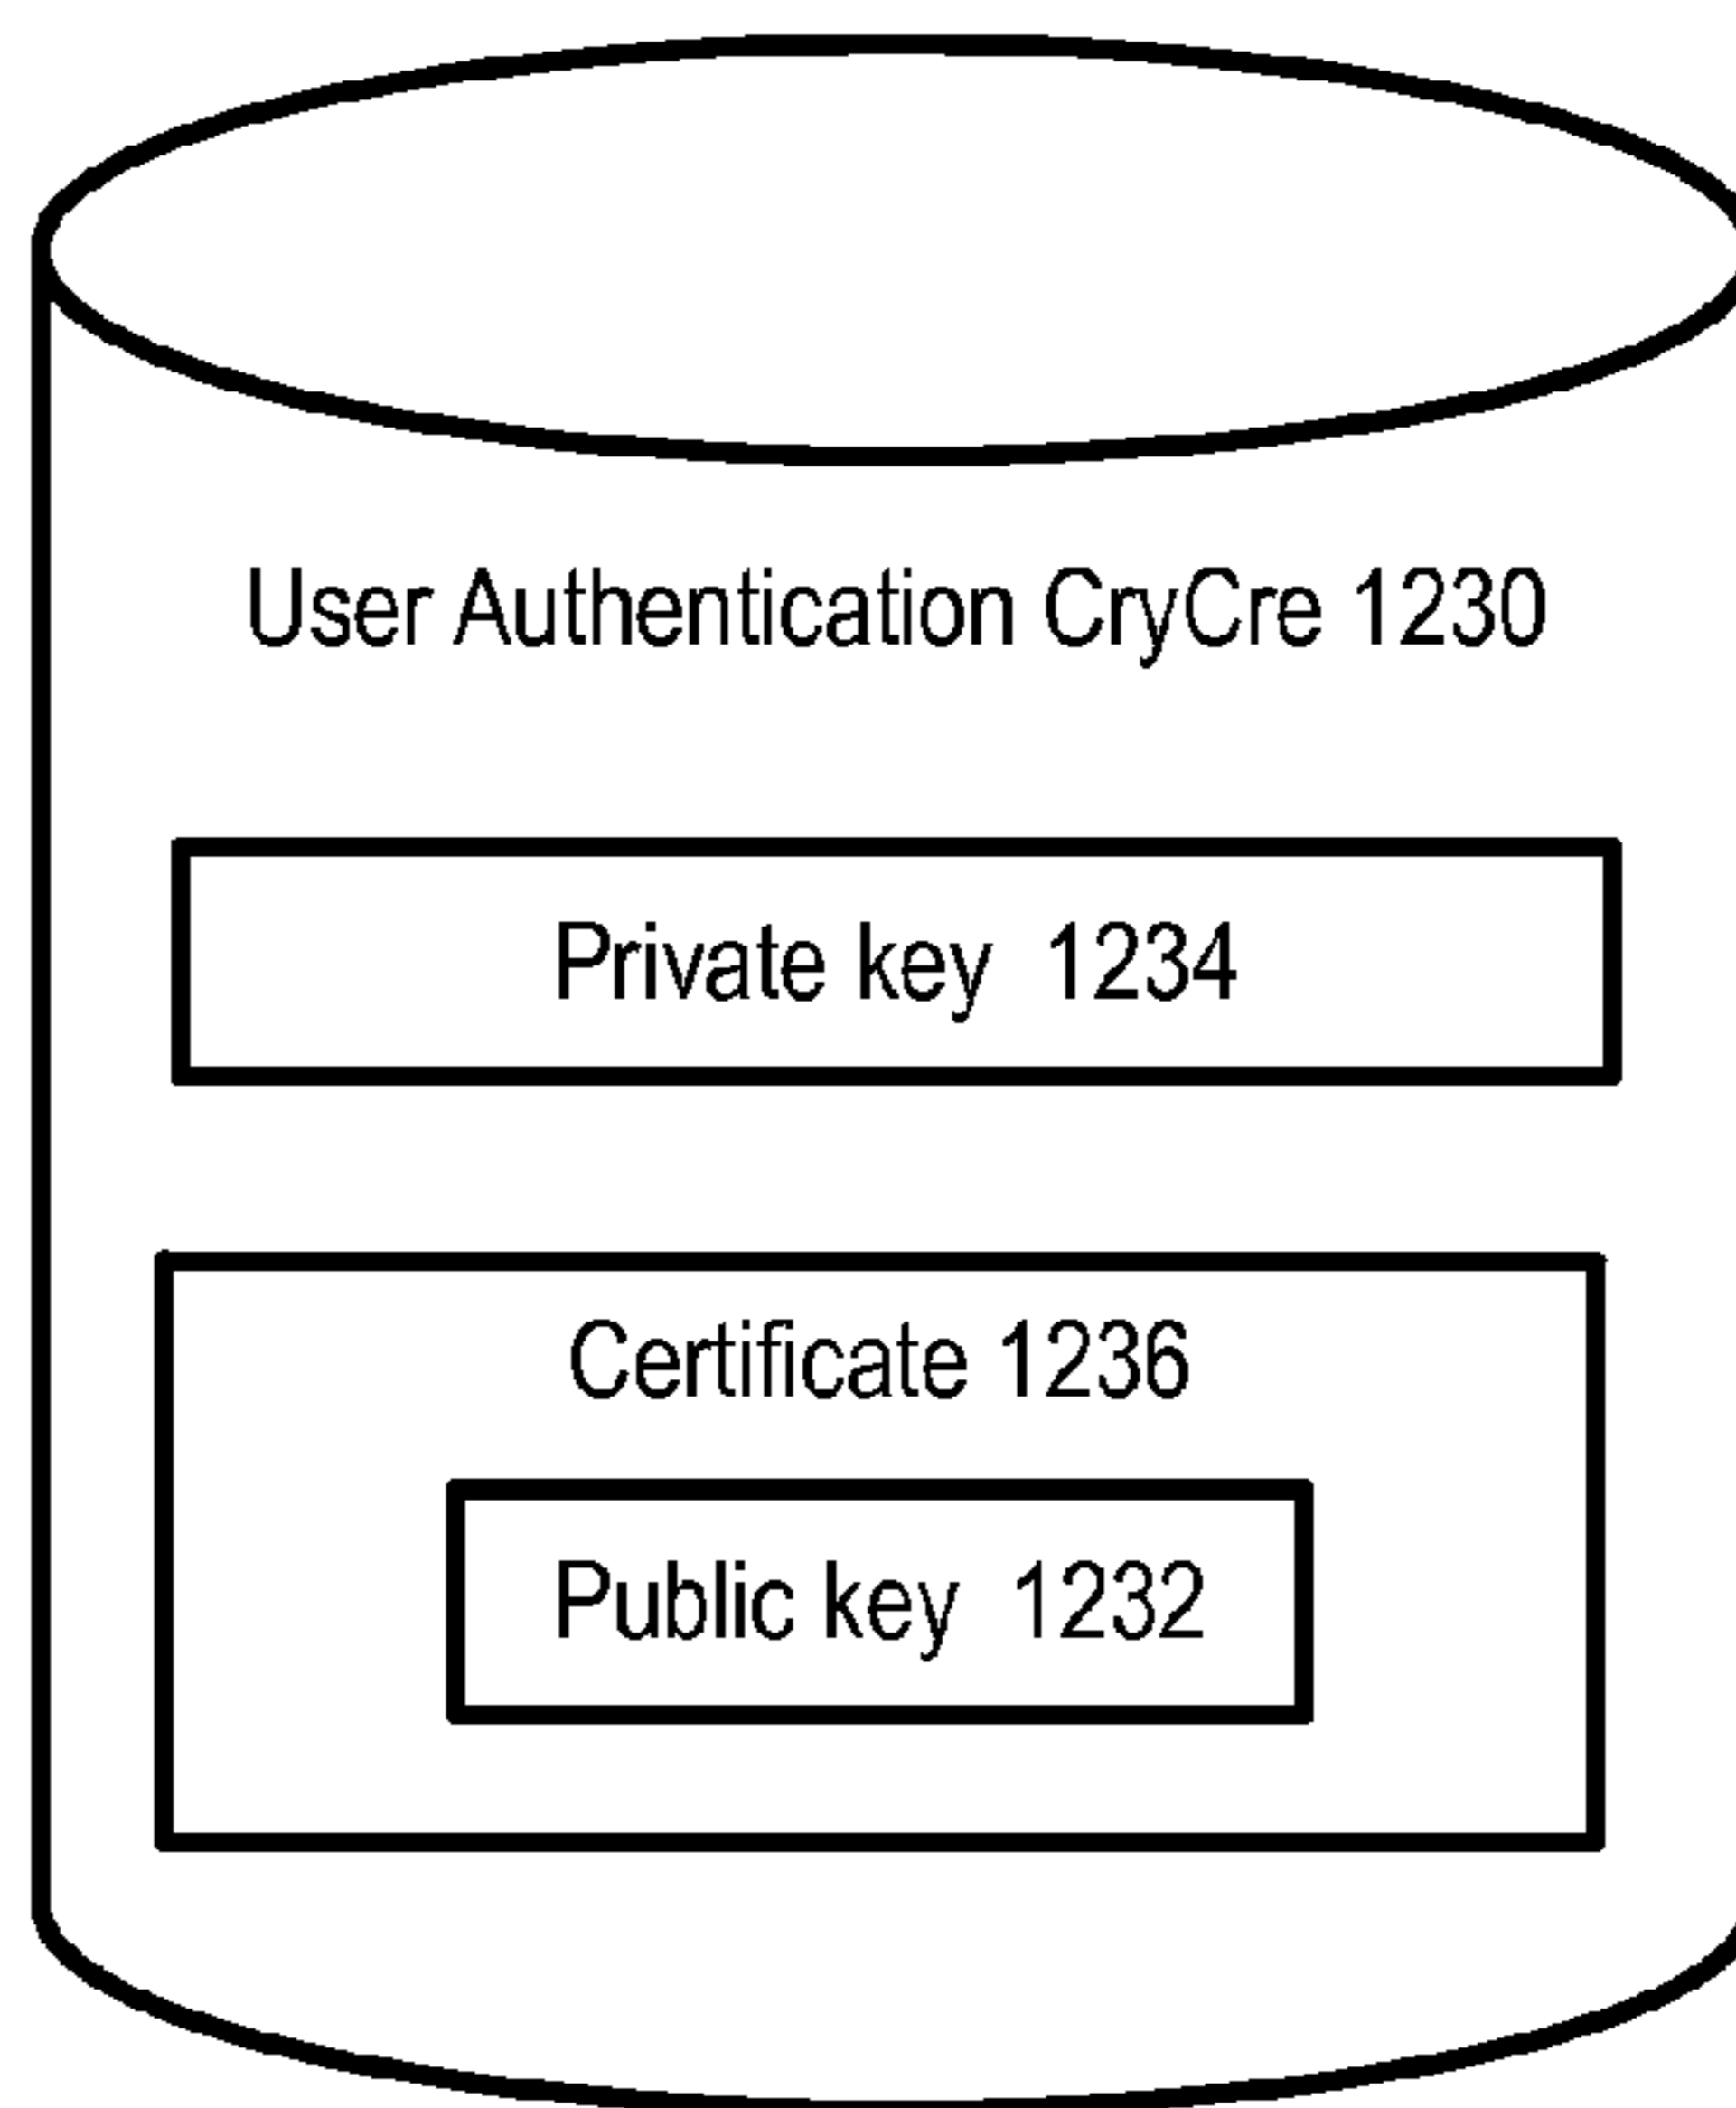 User Authentication CryCre 1230
Private key 1234
Certificate 1236
Public key 1232